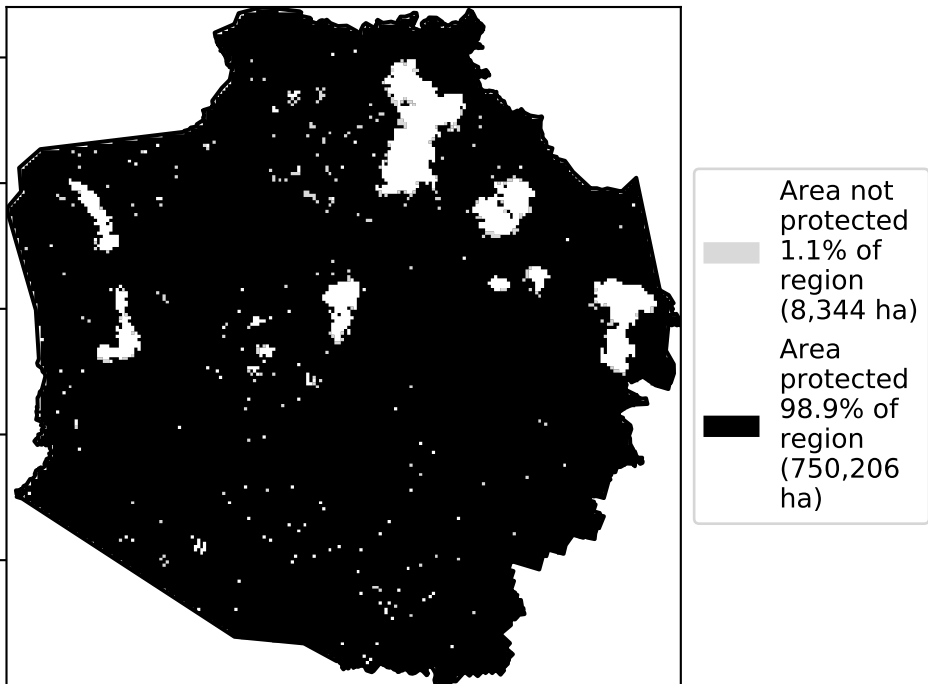 Area not
protected
1.1% of
region
(8,344 ha)
Area
protected
98.9% of
region
(750,206
ha)